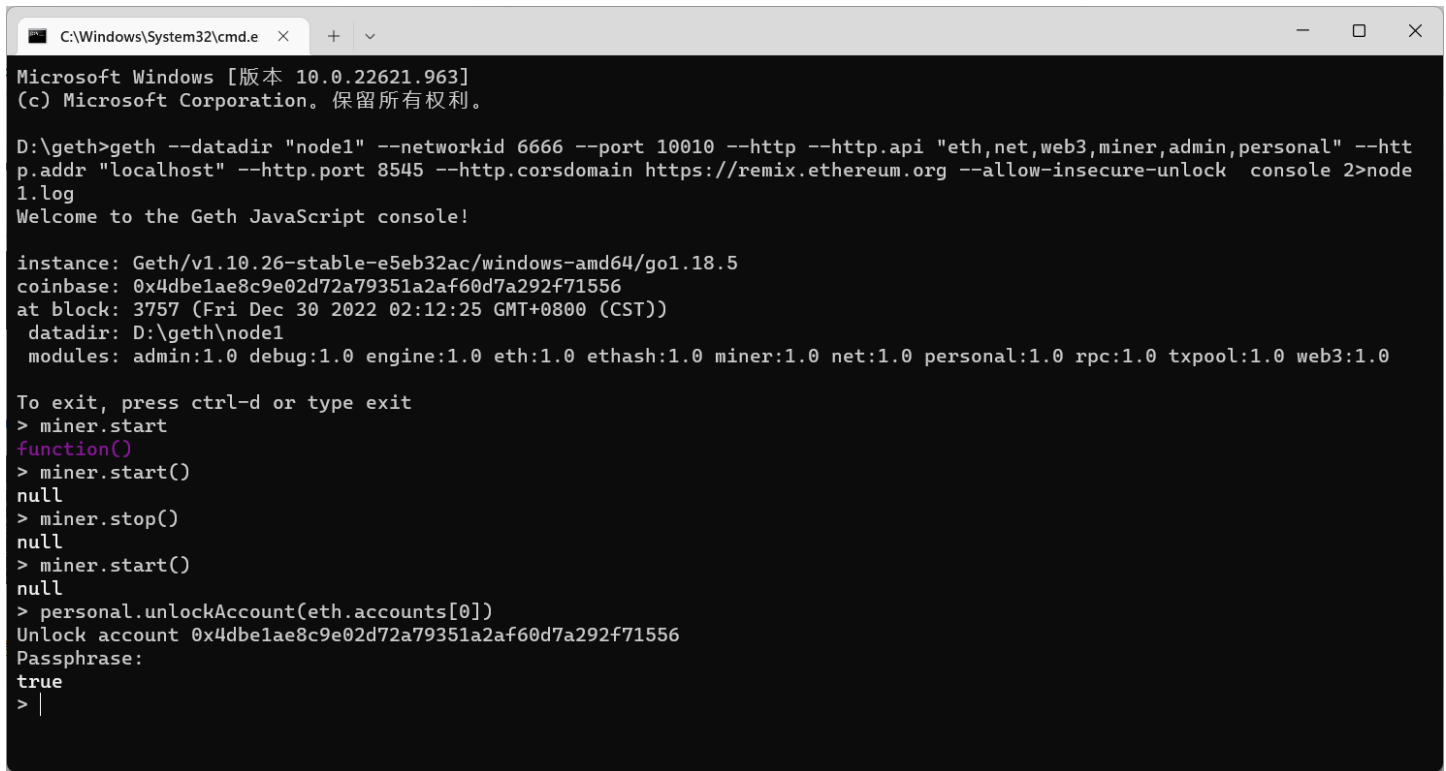 C:\Windows\System32\cmd.e
Microsoft Windows [版本 10.0.22621.963]
(c) Microsoft Corporation。保留所有权利。
D:\geth>geth --datadir "node1" --networkid 6666 --port 10010 --http --http.api "eth,net,web3,miner,admin,personal" --htt
p.addr "localhost" --http.port 8545 --http.corsdomain https://remix.ethereum.org --allow-insecure-unlock  console 2>node
1.log
Welcome to the Geth JavaScript console!
instance: Geth/v1.10.26-stable-e5eb32ac/windows-amd64/go1.18.5
coinbase: 0x4dbe1ae8c9e02d72a79351a2af60d7a292f71556
at block: 3757 (Fri Dec 30 2022 02:12:25 GMT+0800 (CST))
 datadir: D:\geth\node1
 modules: admin:1.0 debug:1.0 engine:1.0 eth:1.0 ethash:1.0 miner:1.0 net:1.0 personal:1.0 rpc:1.0 txpool:1.0 web3:1.0
To exit, press ctrl-d or type exit
> miner.start
function()
> miner.start()
null
> miner.stop()
null
> miner.start()
null
> personal.unlockAccount(eth.accounts[0])
Unlock account 0x4dbe1ae8c9e02d72a79351a2af60d7a292f71556
Passphrase:
true
>